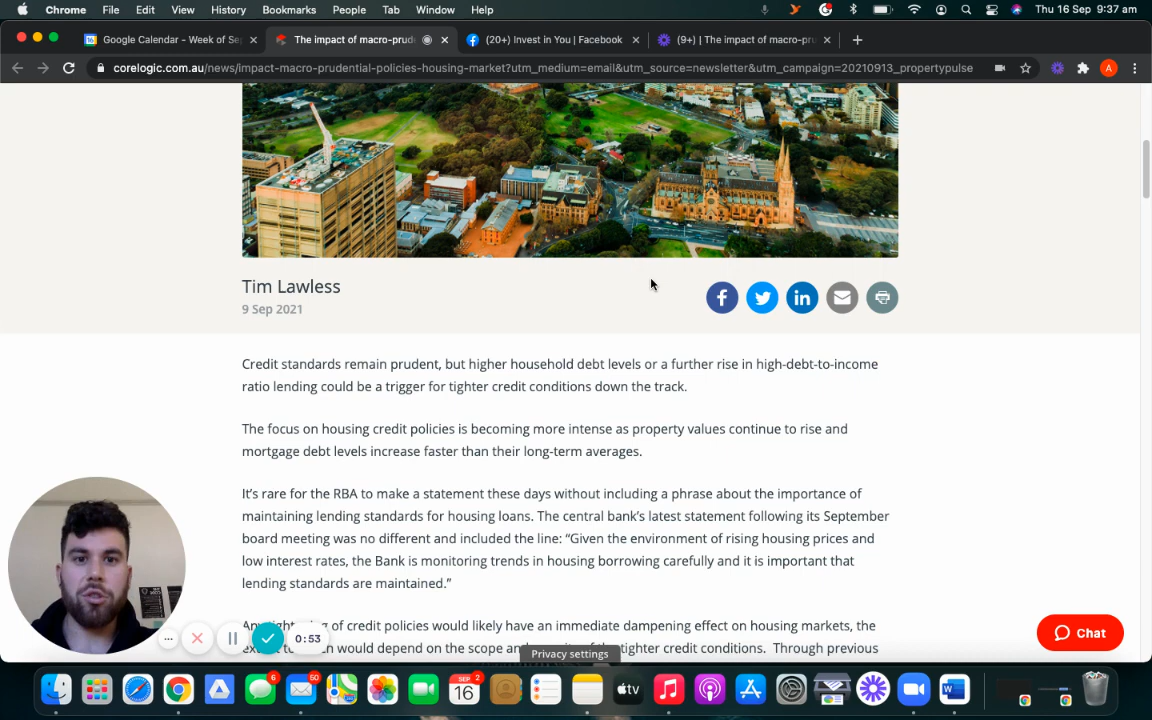 Chrome File Edit View History Bookmarks People Tab Window Help Thu 16 Sep 9:37 am
Google Calendar - Week of Se
The impact of macro-prud
(20+) Invest in You | Facebook
(9+) | The impact of macro-pr
corelogic.com.au/news/impact-macro-prudential-policies-housing-market?utm_medium=email&utm_source=newsletter&utm_campaign=20210913_propertypulse
A
Tim Lawless
9 Sep 2021
Credit standards remain prudent, but higher household debt levels or a further rise in high-debt-to-income
ratio lending could be a trigger for tighter credit conditions down the track.
The focus on housing credit policies is becoming more intense as property values continue to rise and
mortgage debt levels increase faster than their long-term averages.
It’s rare for the RBA to make a statement these days without including a phrase about the importance of
maintaining lending standards for housing loans. The central bank’s latest statement following its September
board meeting was no different and included the line: “Given the environment of rising housing prices and
low interest rates, the Bank is monitoring trends in housing borrowing carefully and it is important that
lending standards are maintained.”
of credit policies would likely have an immediate dampening effect on housing markets, the
would depend on the scope and tighter credit conditions. Through previous
0:53
Chat
Privacy settings
6
50
SEP 2
16
tv
W